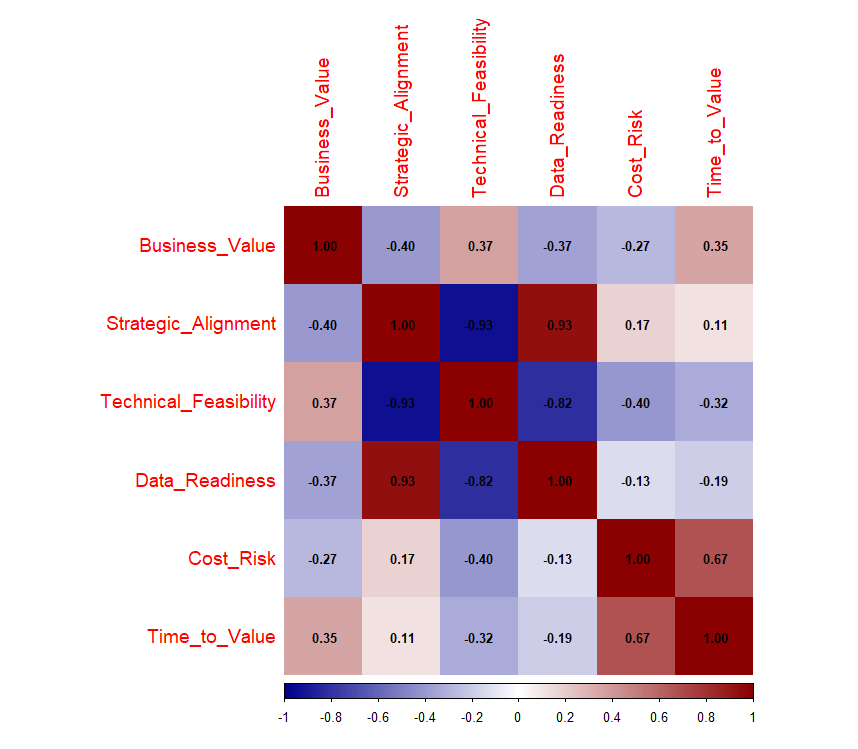 Business_Value
Strategic_Alignment
Technical_Feasibility
Data_Readiness
Cost_Risk
Time_to_Value
Business_Value 1.00 -0.40 0.37 -0.37 -0.27 0.35
Strategic_Alignment -0.40 1.00 -0.93 0.93 0.17 0.11
Technical_Feasibility 0.37 -0.93 1.00 -0.82 -0.40 -0.32
Data_Readiness -0.37 0.93 -0.82 1.00 -0.13 -0.19
Cost_Risk -0.27 0.17 -0.40 -0.13 1.00 0.67
Time_to_Value 0.35 0.11 -0.32 -0.19 0.67 1.00
-1 -0.8 -0.6 -0.4 -0.2 0 0.2 0.4 0.6 0.8 1